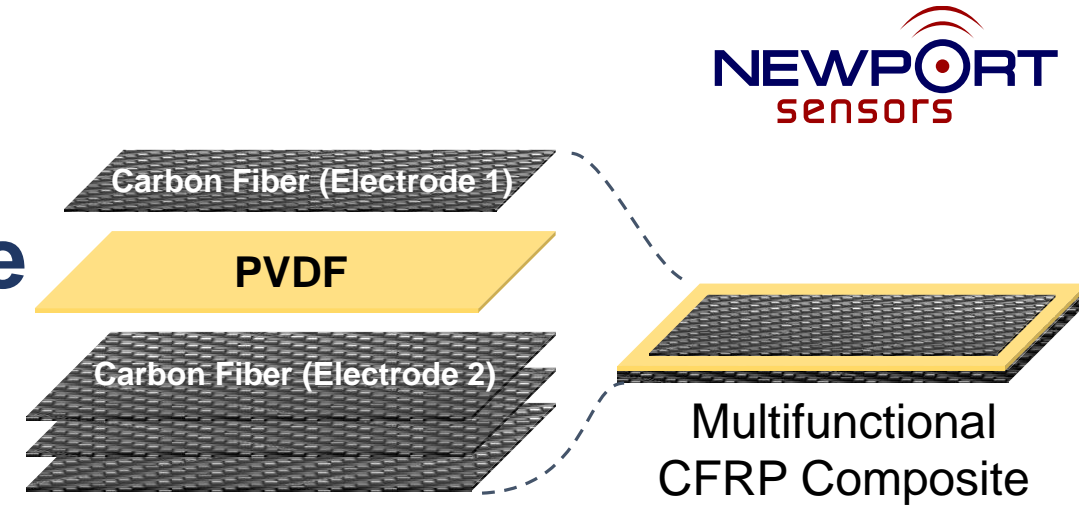 NEWPORT
sensors
Carbon Fiber (Electrode 1)
e
PVDF
Carbon Fiber (Electrode 2)
Multifunctional
CFRP Composite